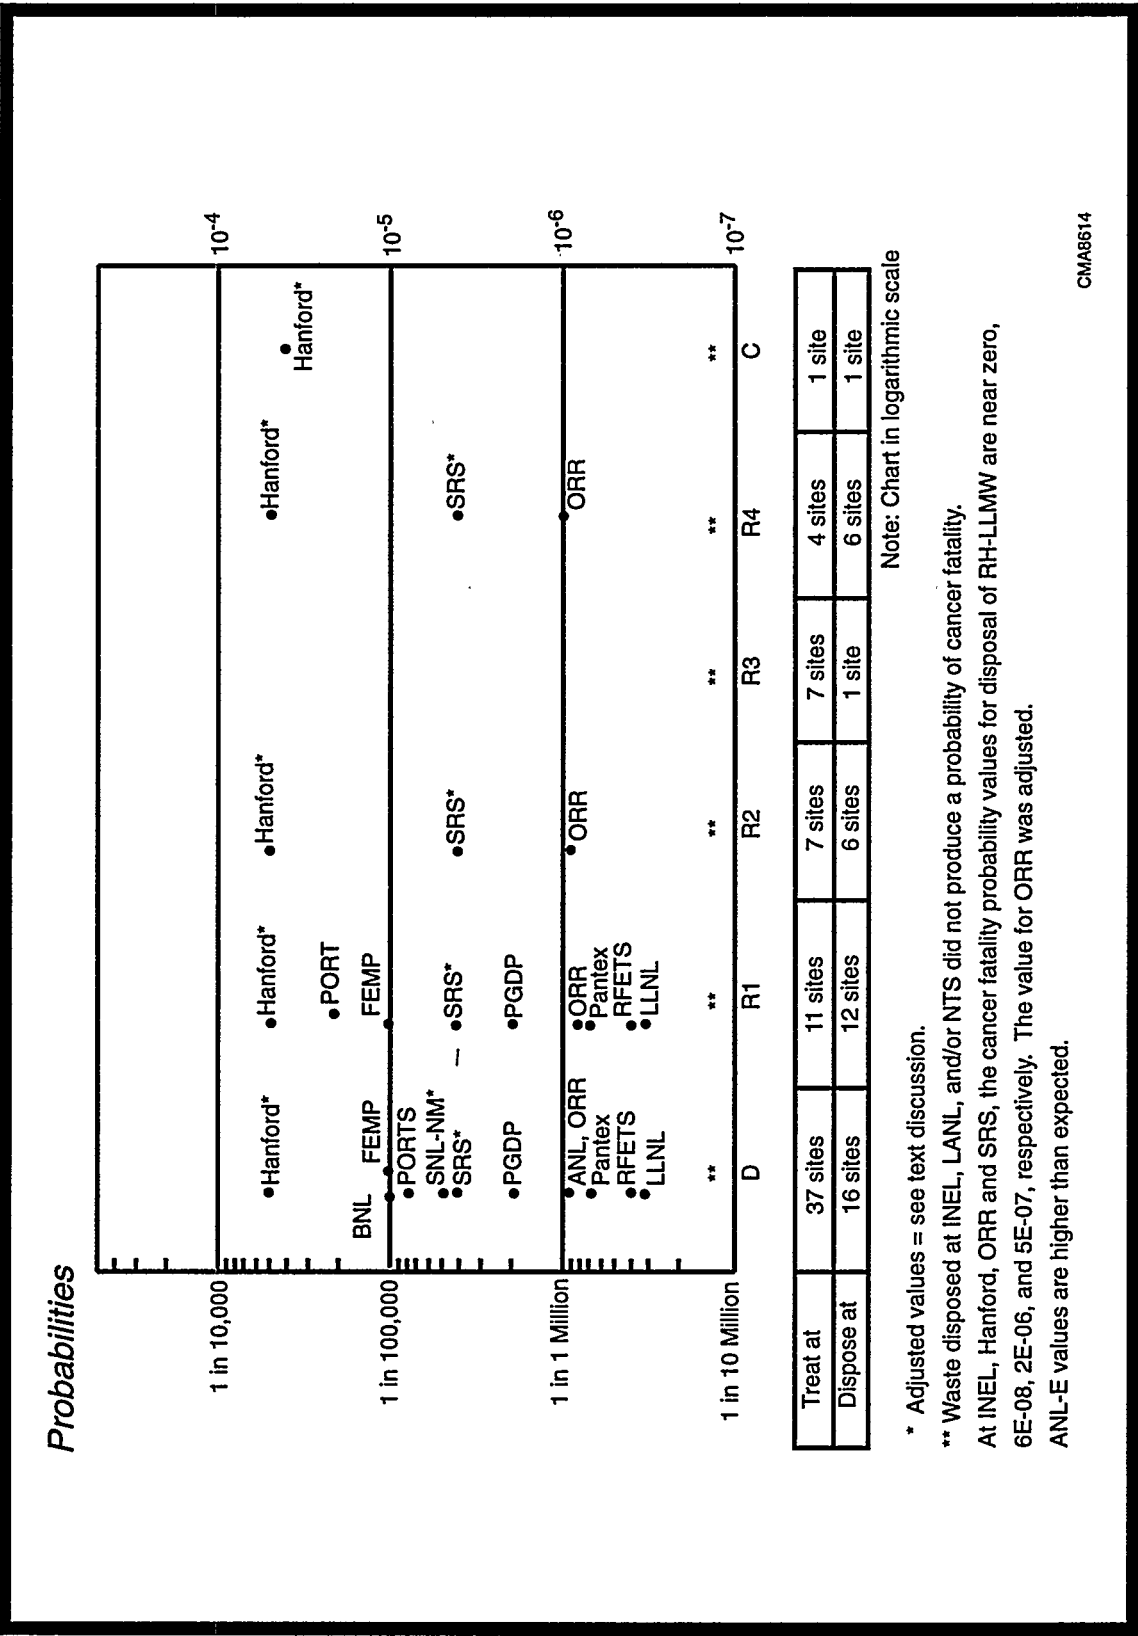 Probabilities
1 in 10,000
1 in 100,000
1 in 1 Million
1 in 10 Million
10-4
10-5
10-6
10-7
Hanford*
BNL
FEMP
PORTS
SNL-NM*
SRS*
PGDP
ANL, ORR
Pantex
RFETS
LLNL
**
D
Hanford*
PORT
FEMP
SRS*
PGDP
ORR
Pantex
RFETS
LLNL
**
R1
Hanford*
SRS*
ORR
**
R2
**
R3
Hanford*
SRS*
ORR
**
R4
Hanford*
**
C
Treat at 37 sites 11 sites 7 sites 7 sites 4 sites 1 site
Dispose at 16 sites 12 sites 6 sites 1 site 6 sites 1 site
Note: Chart in logarithmic scale
* Adjusted values = see text discussion.
** Waste disposed at INEL, LANL, and/or NTS did not produce a probability of cancer fatality.
At INEL, Hanford, ORR and SRS, the cancer fatality probability values for disposal of RH-LLMW are near zero,
6E-08, 2E-06, and 5E-07, respectively. The value for ORR was adjusted.
ANL-E values are higher than expected.
CMA8614